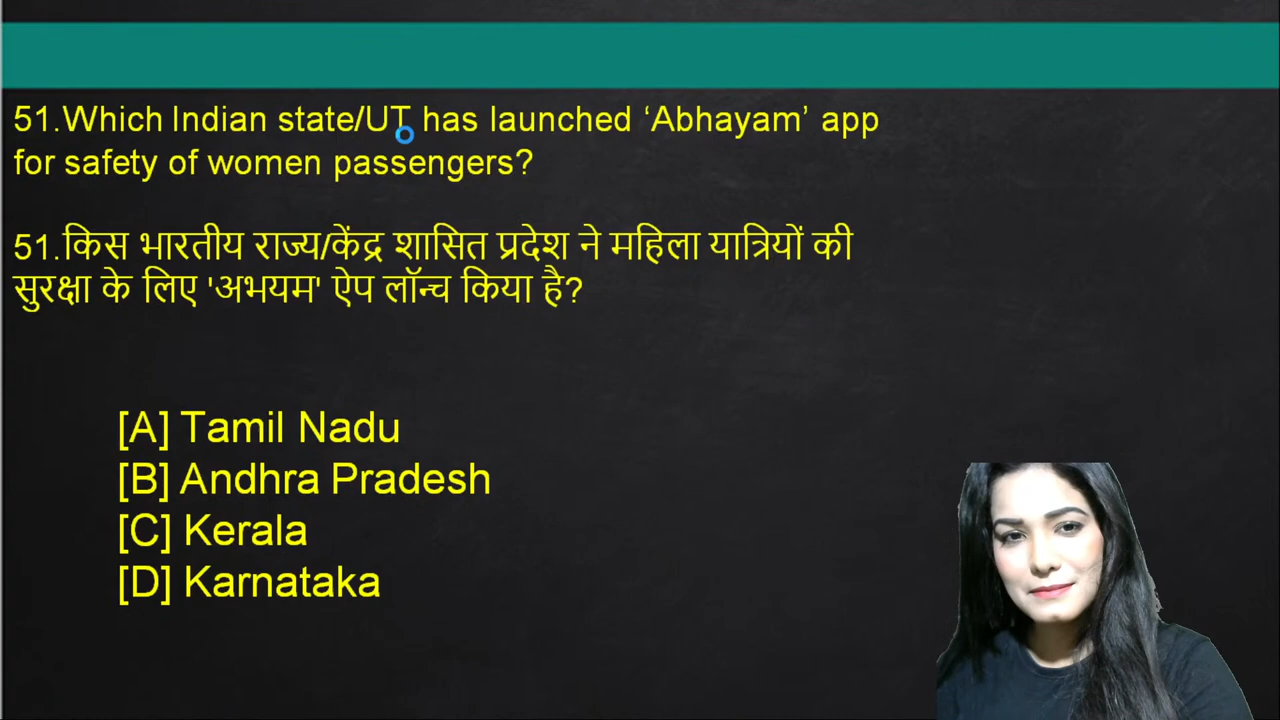 51.Which Indian state/UT has launched ‘Abhayam’ app
for safety of women passengers?
51.किस भारतीय राज्य/केंद्र शासित प्रदेश ने महिला यात्रियों की
सुरक्षा के लिए 'अभयम' ऐप लॉन्च किया है?
[A] Tamil Nadu
[B] Andhra Pradesh
[C] Kerala
[D] Karnataka